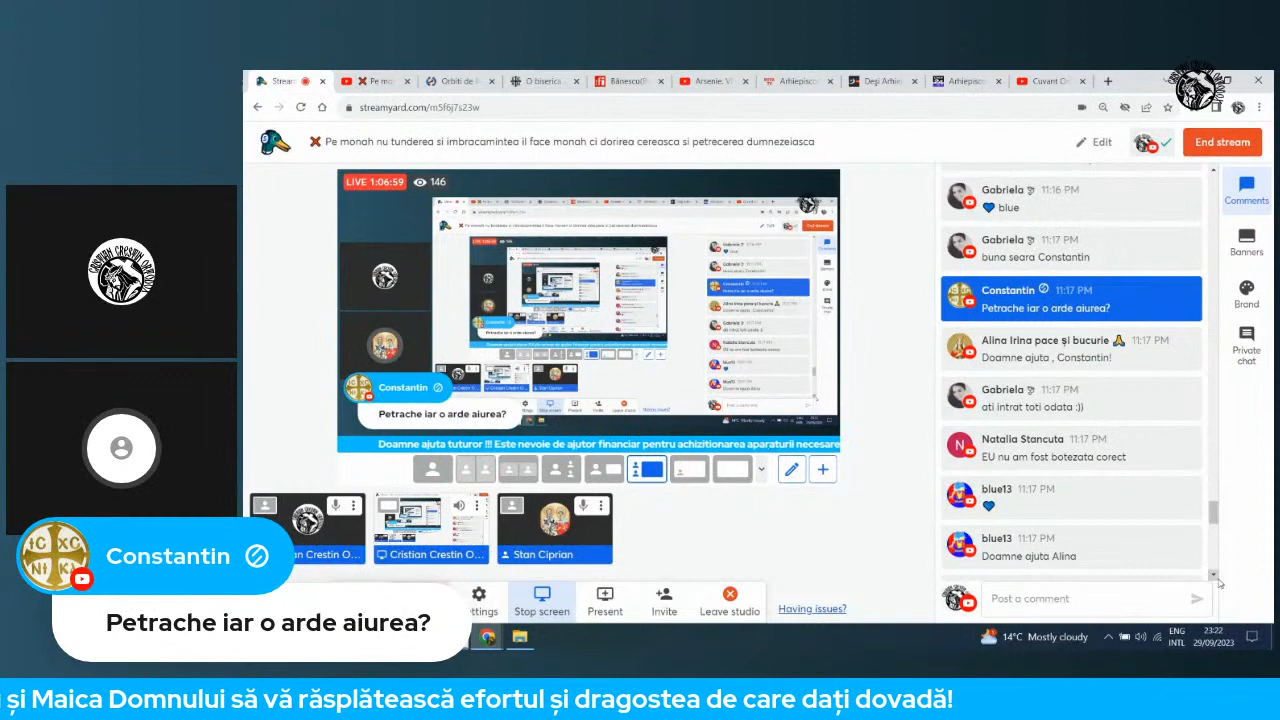 Stream
Pe mo
Orbiti de
O biserica
Bănescu(B
Arsenie: Vi
Arhiepisco
Deşi Arhie
Arhiepisco
Cuvant On
streamyard.com/m5f6j7s23w
Pe monah nu tunderea si imbracamintea il face monah ci dorirea cereasca si petrecerea dumnezeiasca
Edit
End stream
LIVE 1:06:59 146
Constantin
Petrache iar o arde aiurea?
Doamne ajuta tuturor !!! Este nevoie de ajutor financiar pentru achizitionarea aparaturii necesare
Cristian Crestin O...
Stan Ciprian
Stop screen
Present
Invite
Leave studio
Having issues?
Gabriela 11:16 PM
blue
Gabriela 11:17 PM
buna seara Constantin
Constantin 11:17 PM
Petrache iar o arde aiurea?
Alina Irina pace și bucurie 11:17 PM
Doamne ajuta , Constantin!
Gabriela 11:17 PM
ati intrat toti odata :))
Natalia Stancuta 11:17 PM
EU nu am fost botezata corect
blue13 11:17 PM
blue13 11:17 PM
Doamne ajuta Alina
Post a comment
Comments
Banners
Brand
Private
chat
14°C Mostly cloudy
ENG
INTL
23:22
29/09/2023
Constantin
Petrache iar o arde aiurea?
și Maica Domnului să vă răsplătească efortul și dragostea de care dați dovadă!